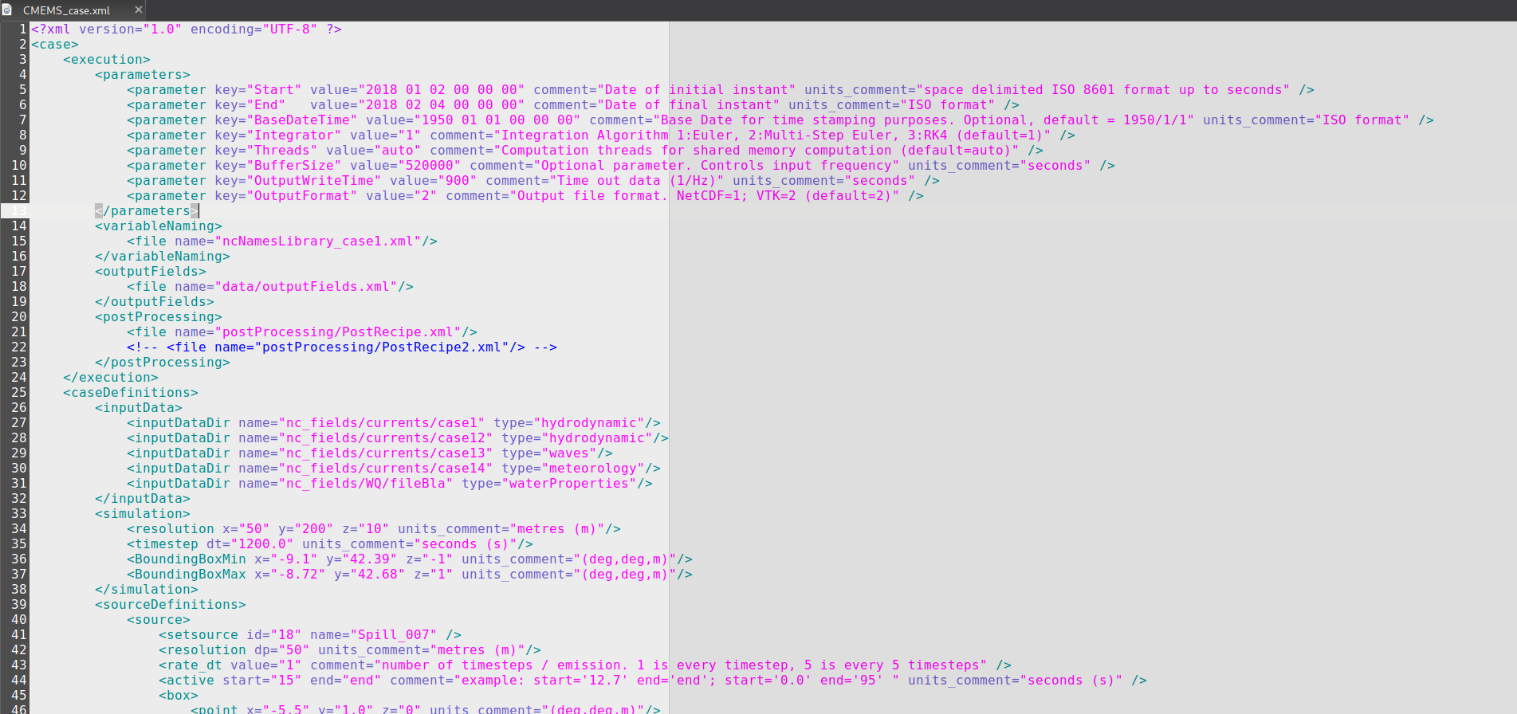 CMEMS_case.xml
1 <?xml version="1.0" encoding="UTF-8" ?>
2 <case>
3     <execution>
4         <parameters>
5             <parameter key="Start" value="2018 01 02 00 00 00" comment="Date of initial instant" units_comment="space delimited ISO 8601 format up to seconds" />
6             <parameter key="End"   value="2018 02 04 00 00 00" comment="Date of final instant" units_comment="ISO format" />
7             <parameter key="BaseDateTime" value="1950 01 01 00 00 00" comment="Base Date for time stamping purposes. Optional, default = 1950/1/1" units_comment="ISO format" />
8             <parameter key="Integrator" value="1" comment="Integration Algorithm 1:Euler, 2:Multi-Step Euler, 3:RK4 (default=1)" />
9             <parameter key="Threads" value="auto" comment="Computation threads for shared memory computation (default=auto)" />
10             <parameter key="BufferSize" value="520000" comment="Optional parameter. Controls input frequency" units_comment="seconds" />
11             <parameter key="OutputWriteTime" value="900" comment="Time out data (1/Hz)" units_comment="seconds" />
12             <parameter key="OutputFormat" value="2" comment="Output file format. NetCDF=1; VTK=2 (default=2)" />
13         </parameters>
14         <variableNaming>
15             <file name="ncNamesLibrary_case1.xml"/>
16         </variableNaming>
17         <outputFields>
18             <file name="data/outputFields.xml"/>
19         </outputFields>
20         <postProcessing>
21             <file name="postProcessing/PostRecipe.xml"/>
22             <!-- <file name="postProcessing/PostRecipe2.xml"/> -->
23         </postProcessing>
24     </execution>
25     <caseDefinitions>
26         <inputData>
27             <inputDataDir name="nc_fields/currents/case1" type="hydrodynamic"/>
28             <inputDataDir name="nc_fields/currents/case12" type="hydrodynamic"/>
29             <inputDataDir name="nc_fields/currents/case13" type="waves"/>
30             <inputDataDir name="nc_fields/currents/case14" type="meteorology"/>
31             <inputDataDir name="nc_fields/WQ/fileBla" type="waterProperties"/>
32         </inputData>
33         <simulation>
34             <resolution x="50" y="200" z="10" units_comment="metres (m)"/>
35             <timestep dt="1200.0" units_comment="seconds (s)"/>
36             <BoundingBoxMin x="-9.1" y="42.39" z="-1" units_comment="(deg,deg,m)"/>
37             <BoundingBoxMax x="-8.72" y="42.68" z="1" units_comment="(deg,deg,m)"/>
38         </simulation>
39         <sourceDefinitions>
40             <source>
41                 <setsource id="18" name="Spill_007" />
42                 <resolution dp="50" units_comment="metres (m)"/>
43                 <rate_dt value="1" comment="number of timesteps / emission. 1 is every timestep, 5 is every 5 timesteps" />
44                 <active start="15" end="end" comment="example: start='12.7' end='end'; start='0.0' end='95' " units_comment="seconds (s)" />
45                 <box>
46                     <point x="-5.5" y="1.0" z="0" units_comment="(deg,deg,m)"/>